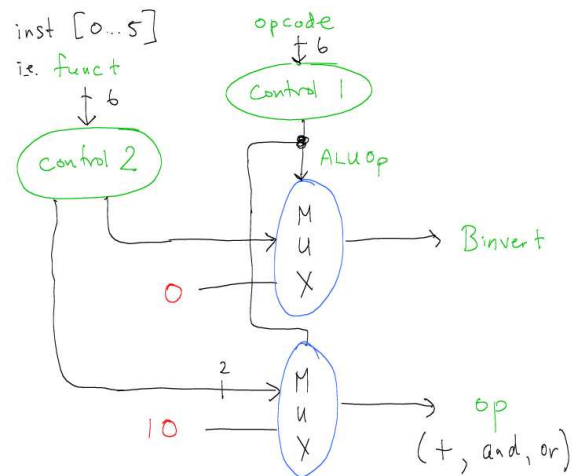 inst [0...5]
i.e. funct
6
opcode
6
control 1
control 2
ALUOp
M
U
X
Binvert
0
2
M
U
X
10
op
(+, and, or)